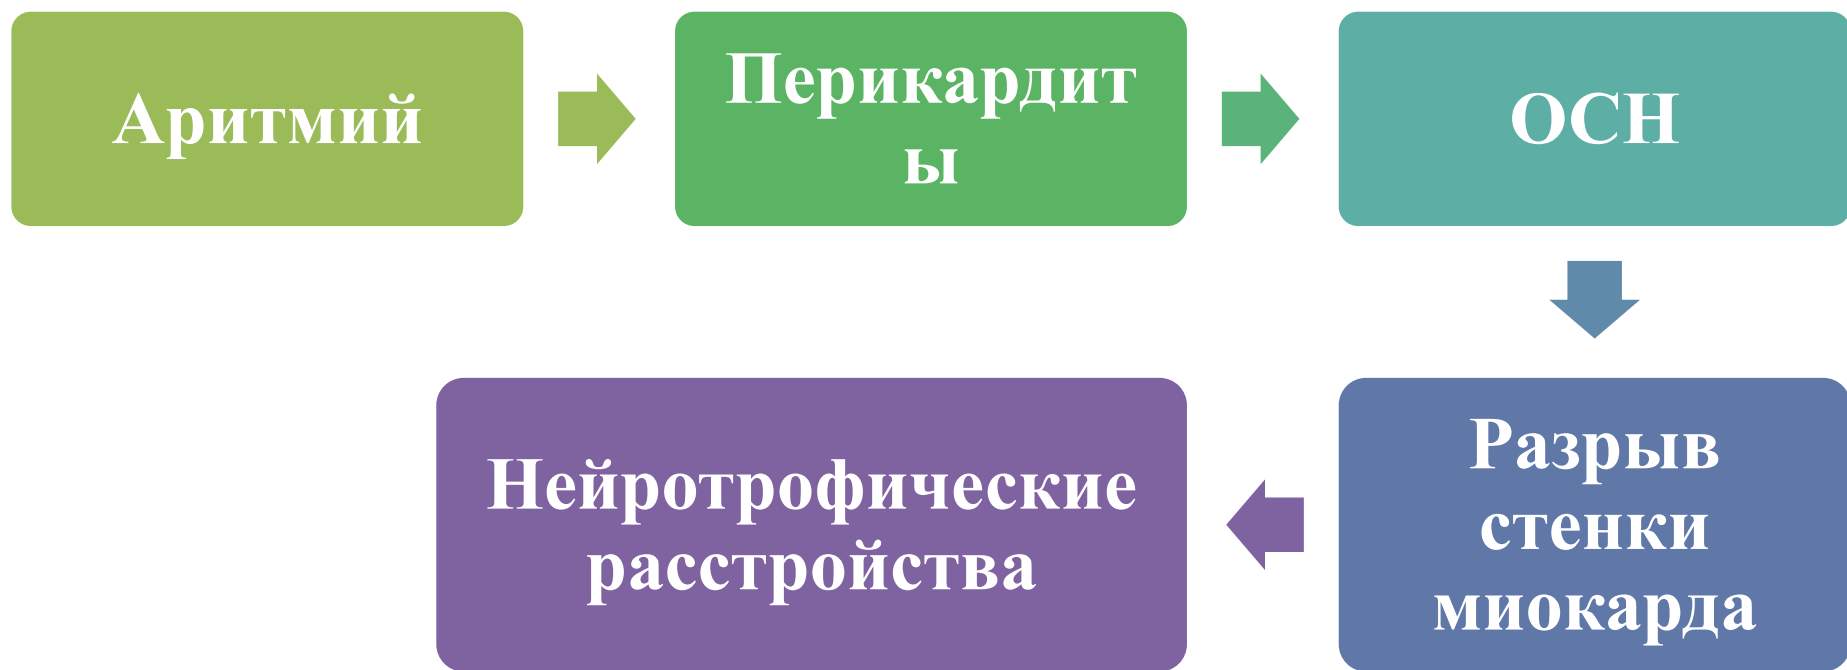 Аритмий
Перикардит
ы
ОСН
Разрыв
стенки
миокарда
Нейротрофические
расстройства